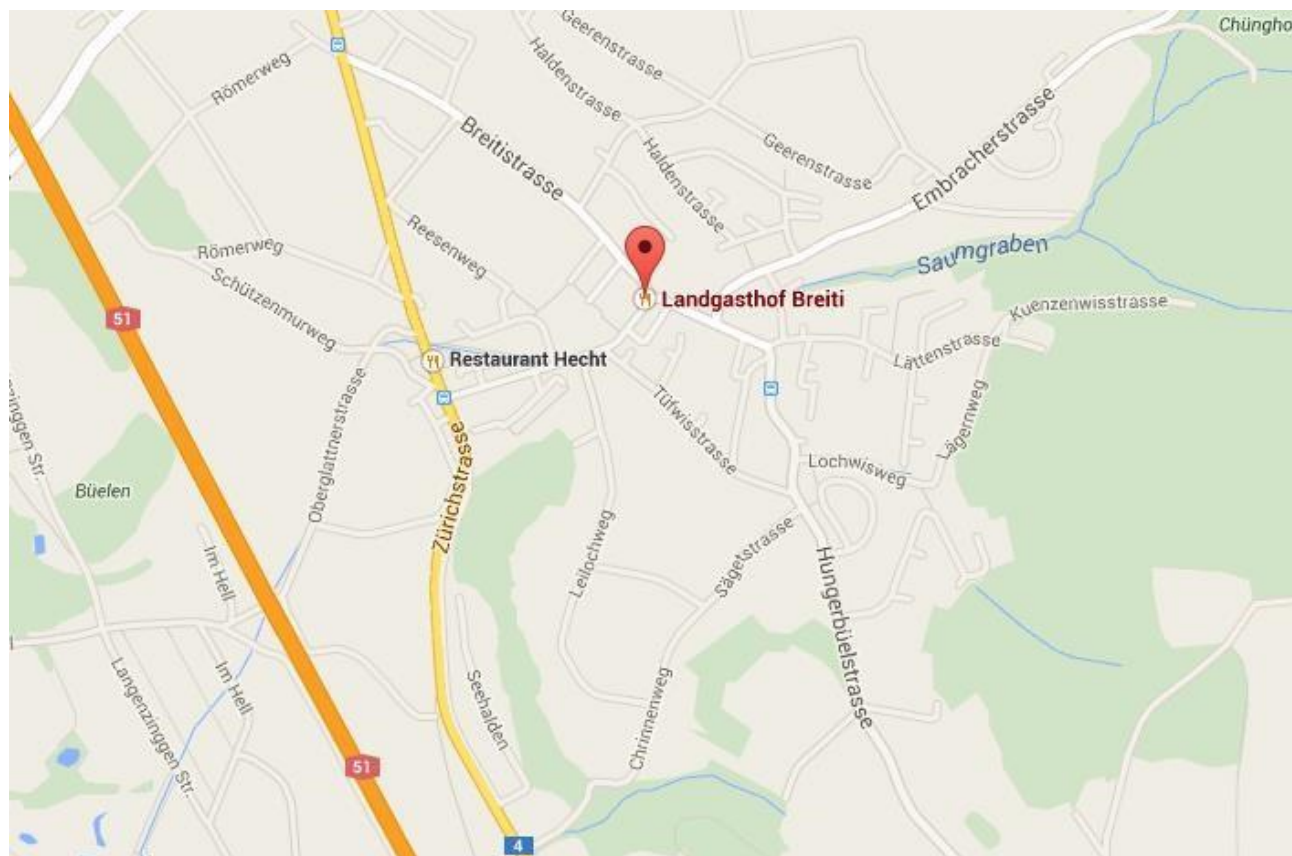 Chüngho
Geerenstrasse
Haldenstrasse
Römerweg
Breitistrasse
Haldenstrasse
Geerenstrasse
Embracherstrasse
Reesenweg
Römerweg
Schützenmurweg
Saumgraben
Landgasthof Breiti
Kuenzenwisstrasse
51
Restaurant Hecht
Lättenstrasse
Tüfwisstrasse
Lägernweg
Oberglattnerstrasse
Zürichstrasse
Lochwisweg
Büelen
Im Hell
Leilochweg
Sägetstrasse
Hungerbüelstrasse
Im Hell
Langenzinggen Str.
Seehalden
Chrinnenweg
51
4